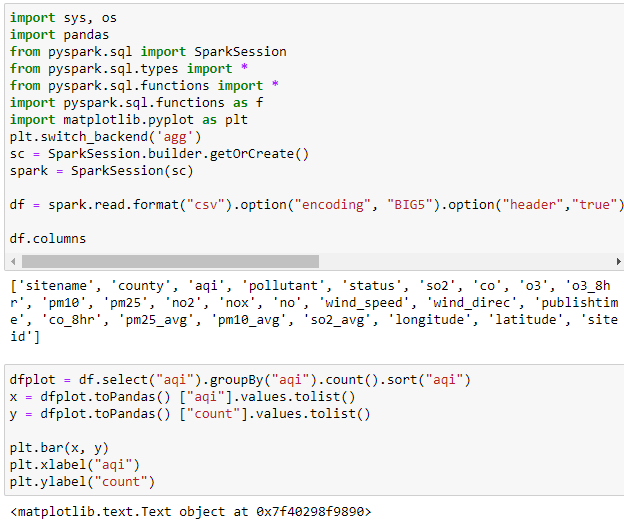 import sys, os
import pandas
from pyspark.sql import SparkSession
from pyspark.sql.types import *
from pyspark.sql.functions import *
import pyspark.sql.functions as f
import matplotlib.pyplot as plt
plt.switch_backend('agg')
sc = SparkSession.builder.getOrCreate()
spark = SparkSession(sc)
df = spark.read.format("csv").option("encoding", "BIG5").option("header","true")
df.columns
['sitename', 'county', 'aqi', 'pollutant', 'status', 'so2', 'co', 'o3', 'o3_8h
r', 'pm10', 'pm25', 'no2', 'nox', 'no', 'wind_speed', 'wind_direc', 'publishtim
e', 'co_8hr', 'pm25_avg', 'pm10_avg', 'so2_avg', 'longitude', 'latitude', 'site
id']
dfplot = df.select("aqi").groupBy("aqi").count().sort("aqi")
x = dfplot.toPandas() ["aqi"].values.tolist()
y = dfplot.toPandas() ["count"].values.tolist()
plt.bar(x, y)
plt.xlabel("aqi")
plt.ylabel("count")
<matplotlib.text.Text object at 0x7f40298f9890>